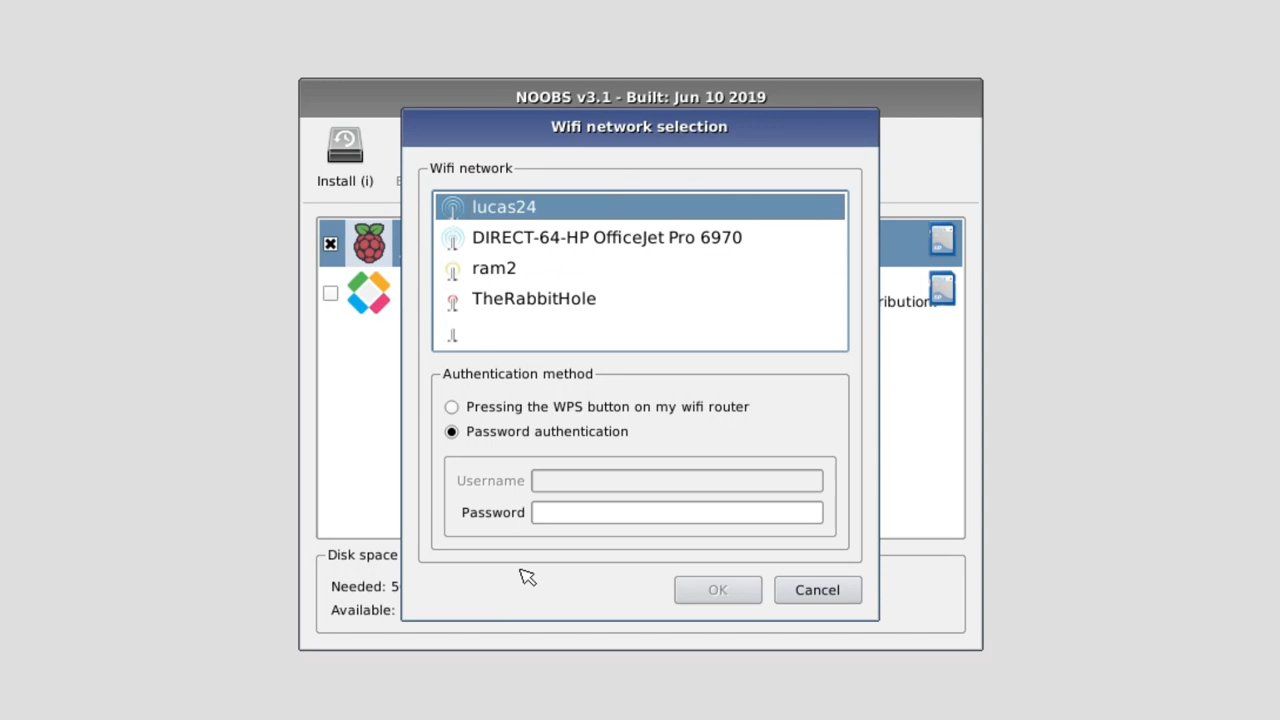 NOOBS v3.1 - Built: Jun 10 2019
Wifi network selection
Install (i)
Wifi network
lucas24
DIRECT-64-HP OfficeJet Pro 6970
ram2
TheRabbitHole
Authentication method
Pressing the WPS button on my wifi router
Password authentication
Username
Password
Disk space
Needed: 5
Available:
OK
Cancel